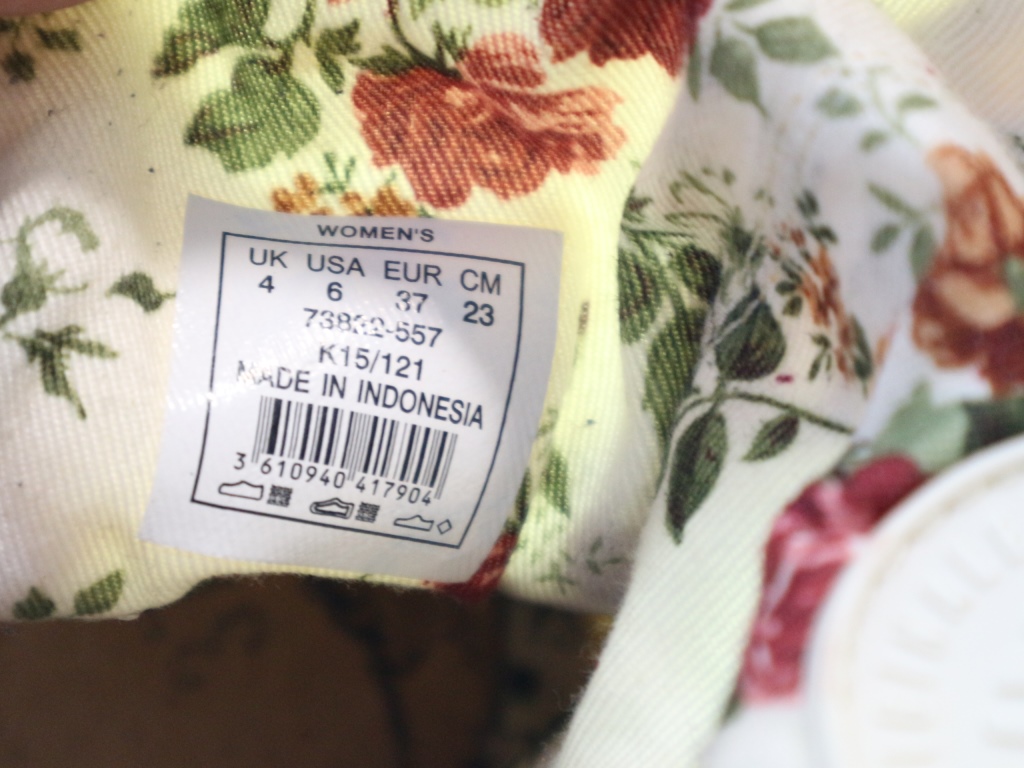 WOMEN'S
UK USA EUR CM
4 6 37 23
K15/121
MADE IN INDONESIA
3 610940 417904